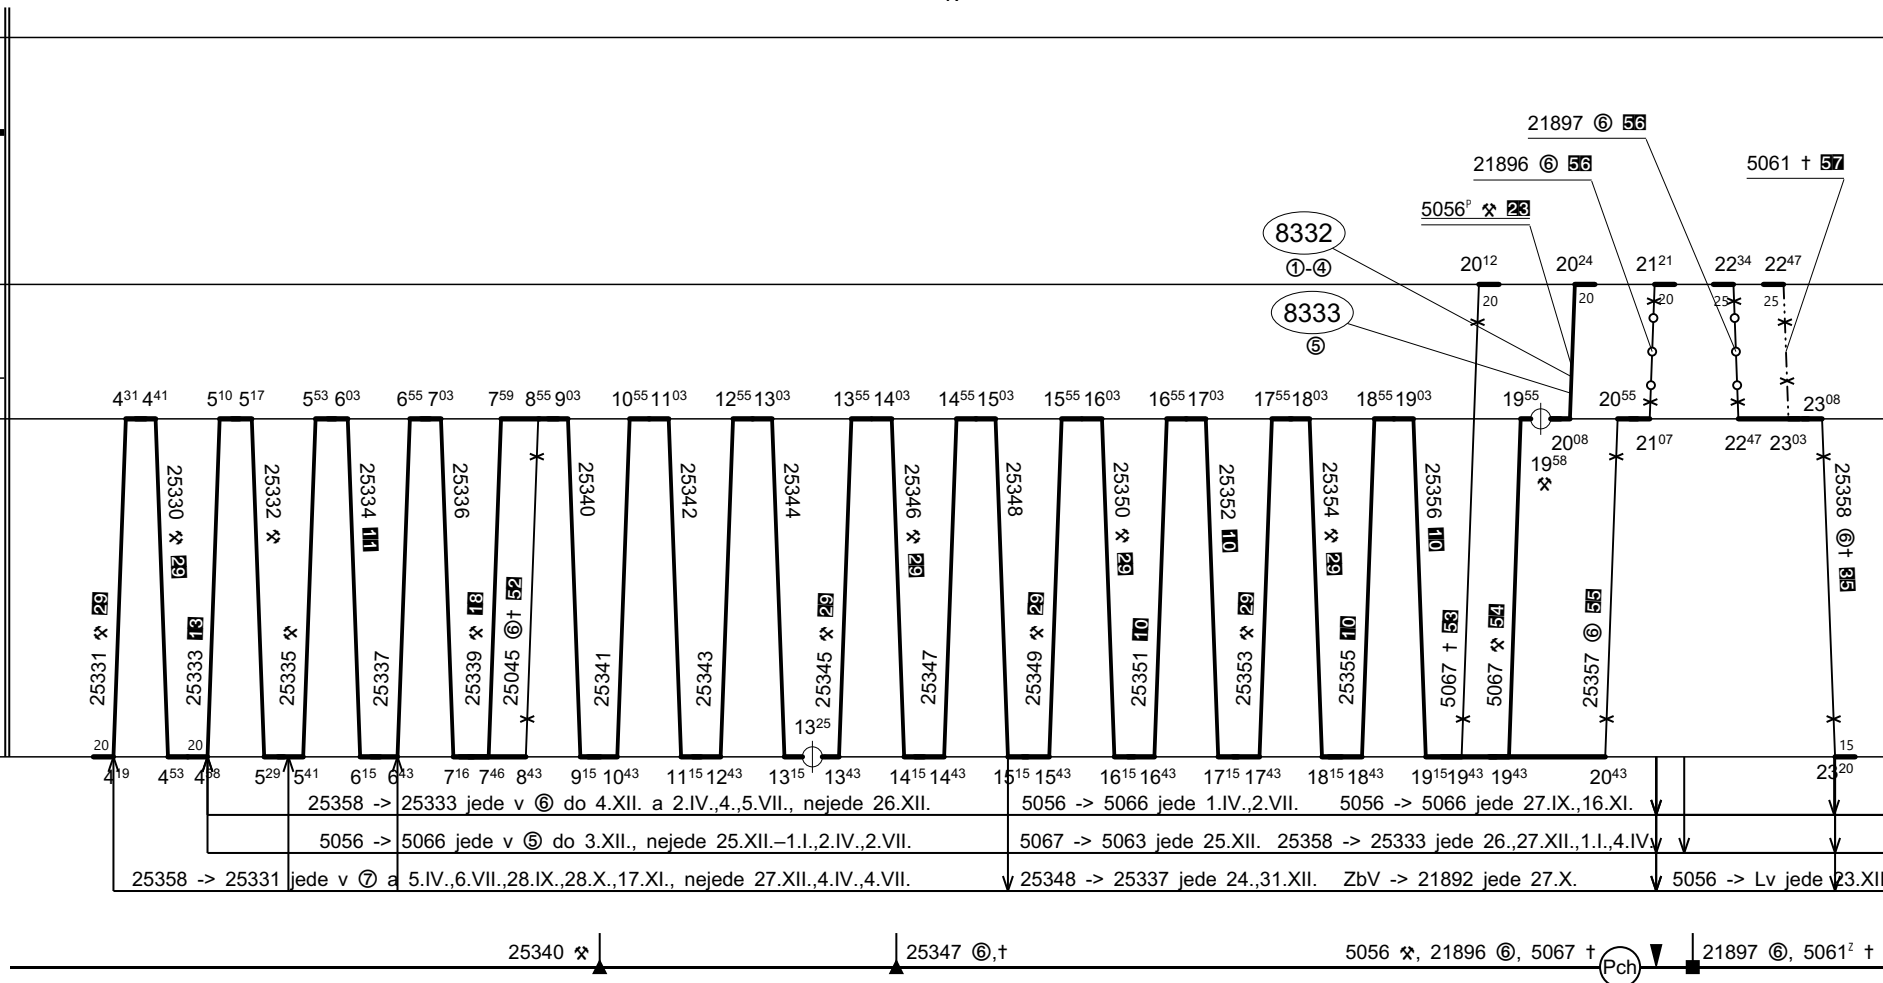 21897 ⑥ 56
21896 ⑥ 56
5061 † 57
5056ᵖ ⚒ 23
8332
①-④
8333
⑤
20¹² 20²⁴ 21²¹ 22³⁴ 22⁴⁷
20 20 20 25 25
4³¹ 4⁴¹ 5¹⁰ 5¹⁷ 5⁵³ 6⁰³ 6⁵⁵ 7⁰³ 7⁵⁹ 8⁵⁵ 9⁰³ 10⁵⁵ 11⁰³ 12⁵⁵ 13⁰³ 13⁵⁵ 14⁰³ 14⁵⁵ 15⁰³ 15⁵⁵ 16⁰³ 16⁵⁵ 17⁰³ 17⁵⁵ 18⁰³ 18⁵⁵ 19⁰³ 19⁵⁵ 20⁵⁵ 23⁰⁸
20⁰⁸ 21⁰⁷ 22⁴⁷ 23⁰³
19⁵⁸
⚒
25331 ⚒ 29
25330 ⚒ 29
25333 13
25332 ⚒
25335 ⚒
25334 11
25337
25336
25339 ⚒ 18
25045 ⑥† 52
25340
25341
25342
25343
25344
25345 ⚒ 29
25346 ⚒ 29
25347
25348
25349 ⚒ 29
25350 ⚒ 29
25351 10
25352 10
25353 ⚒ 29
25354 ⚒ 29
25355 10
25356 10
5067 † 53
5067 ⚒ 54
25357 ⑥ 55
25358 ⑥† 35
13²⁵
20 20 15
4¹⁹ 4⁵³ 4⁵⁸ 5²⁹ 5⁴¹ 6¹⁵ 6⁴³ 7¹⁶ 7⁴⁶ 8⁴³ 9¹⁵ 10⁴³ 11¹⁵ 12⁴³ 13¹⁵ 13⁴³ 14¹⁵ 14⁴³ 15¹⁵ 15⁴³ 16¹⁵ 16⁴³ 17¹⁵ 17⁴³ 18¹⁵ 18⁴³ 19¹⁵ 19⁴³ 19⁴³ 20⁴³ 23²⁰
25358 -> 25333 jede v ⑥ do 4.XII. a 2.IV.,4.,5.VII., nejede 26.XII. 5056 -> 5066 jede 1.IV.,2.VII. 5056 -> 5066 jede 27.IX.,16.XI.
5056 -> 5066 jede v ⑤ do 3.XII., nejede 25.XII.–1.I.,2.IV.,2.VII. 5067 -> 5063 jede 25.XII. 25358 -> 25333 jede 26.,27.XII.,1.I.,4.IV.
25358 -> 25331 jede v ⑦ a 5.IV.,6.VII.,28.IX.,28.X.,17.XI., nejede 27.XII.,4.IV.,4.VII. 25348 -> 25337 jede 24.,31.XII. ZbV -> 21892 jede 27.X. 5056 -> Lv jede 23.XII
25340 ⚒ 25347 ⑥,† 5056 ⚒, 21896 ⑥, 5067 † Pch 21897 ⑥, 5061ᶻ †